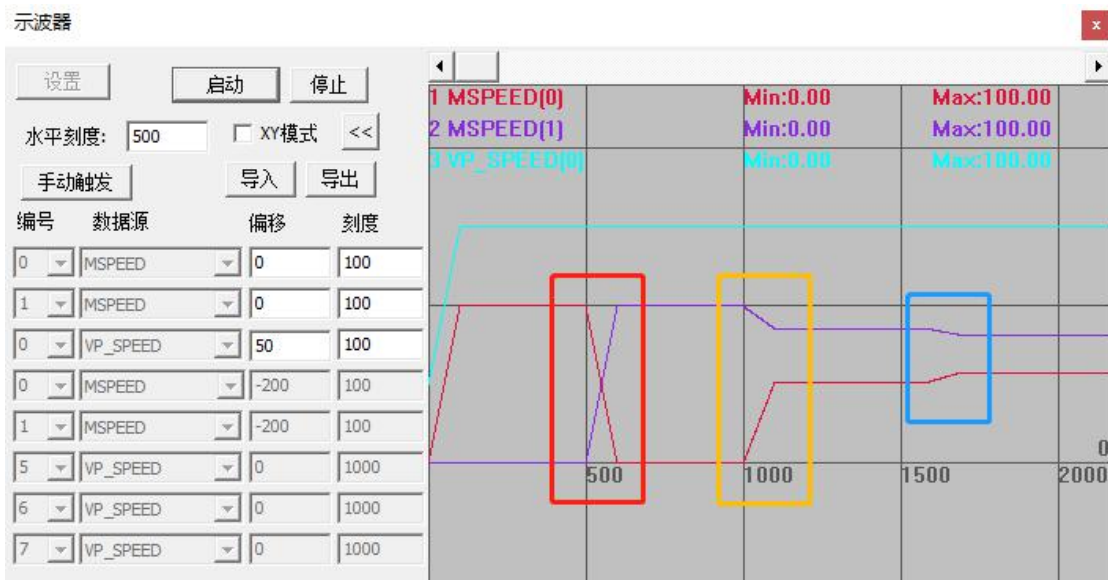 示波器
x
设置 启动 停止
水平刻度: 500 XY模式 <<
手动触发 导入 导出
编号 数据源 偏移 刻度
0 MSPEED 0 100
1 MSPEED 0 100
0 VP_SPEED 50 100
0 MSPEED -200 100
1 MSPEED -200 100
5 VP_SPEED 0 1000
6 VP_SPEED 0 1000
7 VP_SPEED 0 1000
1 MSPEED(0) Min:0.00 Max:100.00
2 MSPEED(1) Min:0.00 Max:100.00
3 VP_SPEED(0) Min:0.00 Max:100.00
0
500 1000 1500 2000